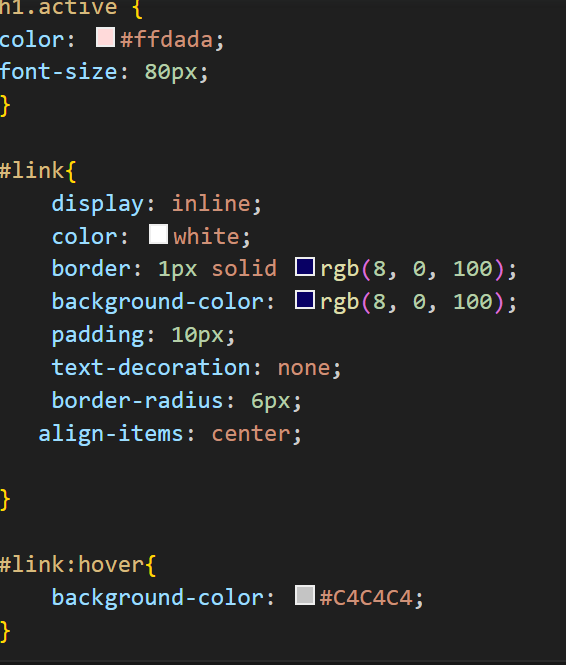 h1.active {
color: #ffdada;
font-size: 80px;
}
#link{
display: inline;
color: white;
border: 1px solid rgb(8, 0, 100);
background-color: rgb(8, 0, 100);
padding: 10px;
text-decoration: none;
border-radius: 6px;
align-items: center;
}
#link:hover{
background-color: #C4C4C4;
}